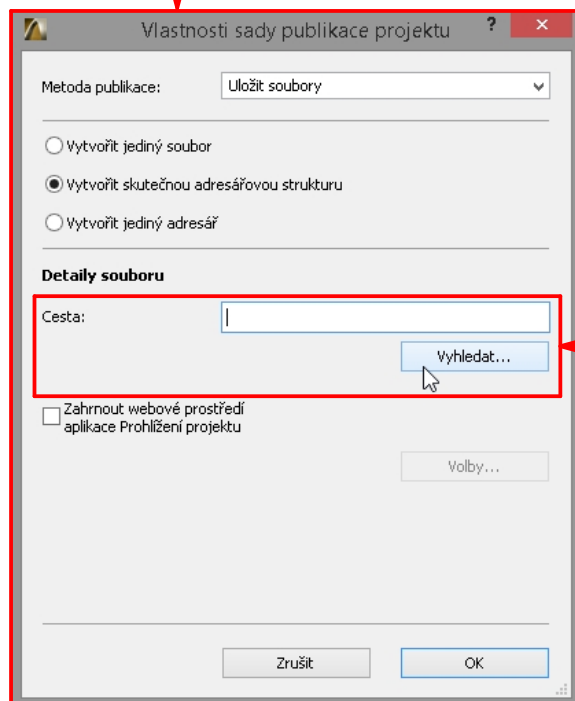 Vlastnosti sady publikace projektu ?
Metoda publikace: Uložit soubory
Vytvořit jediný soubor
Vytvořit skutečnou adresářovou strukturu
Vytvořit jediný adresář
Detaily souboru
Cesta:
Vyhledat...
Zahrnout webové prostředí
aplikace Prohlížení projektu
Volby...
Zrušit OK